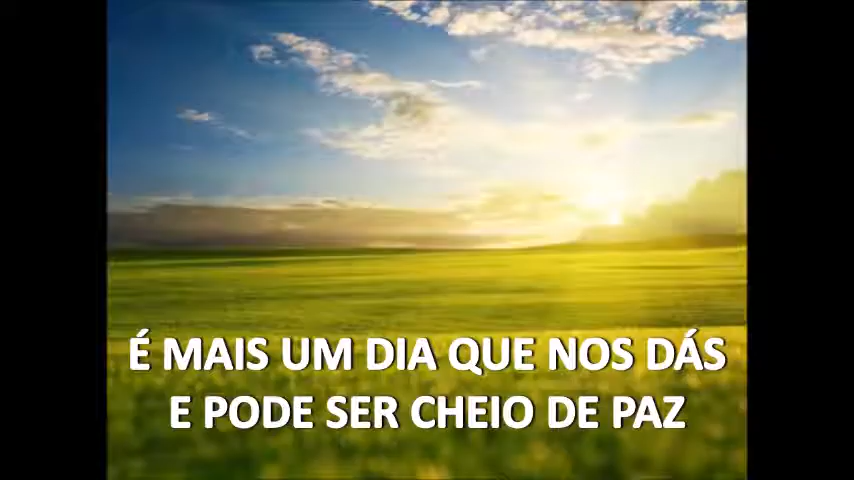 É MAIS UM DIA QUE NOS DÁS
E PODE SER CHEIO DE PAZ